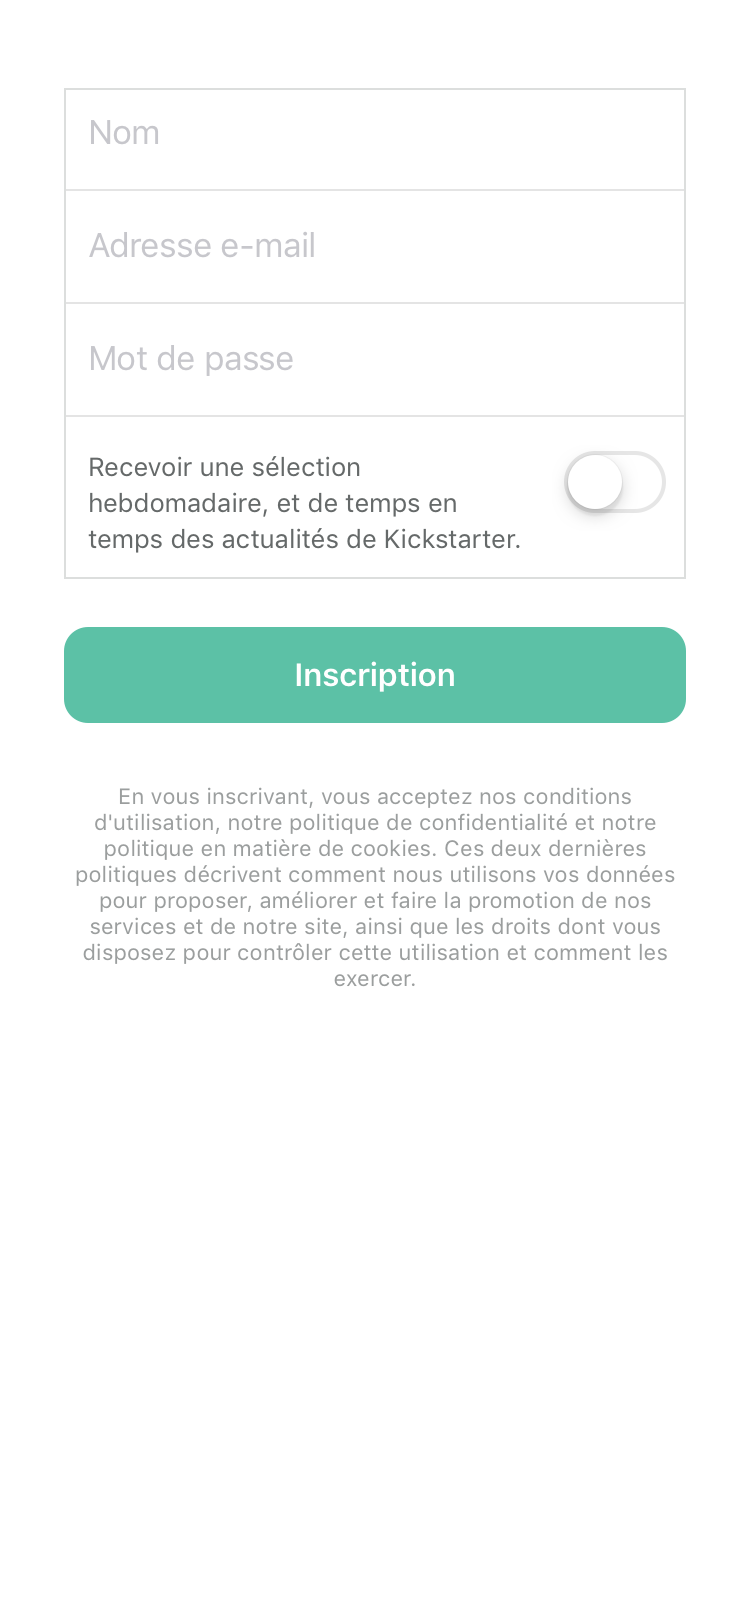 Nom
Adresse e-mail
Mot de passe
Recevoir une sélection
hebdomadaire, et de temps en
temps des actualités de Kickstarter.
Inscription
En vous inscrivant, vous acceptez nos conditions
d'utilisation, notre politique de confidentialité et notre
politique en matière de cookies. Ces deux dernières
politiques décrivent comment nous utilisons vos données
pour proposer, améliorer et faire la promotion de nos
services et de notre site, ainsi que les droits dont vous
disposez pour contrôler cette utilisation et comment les
exercer.